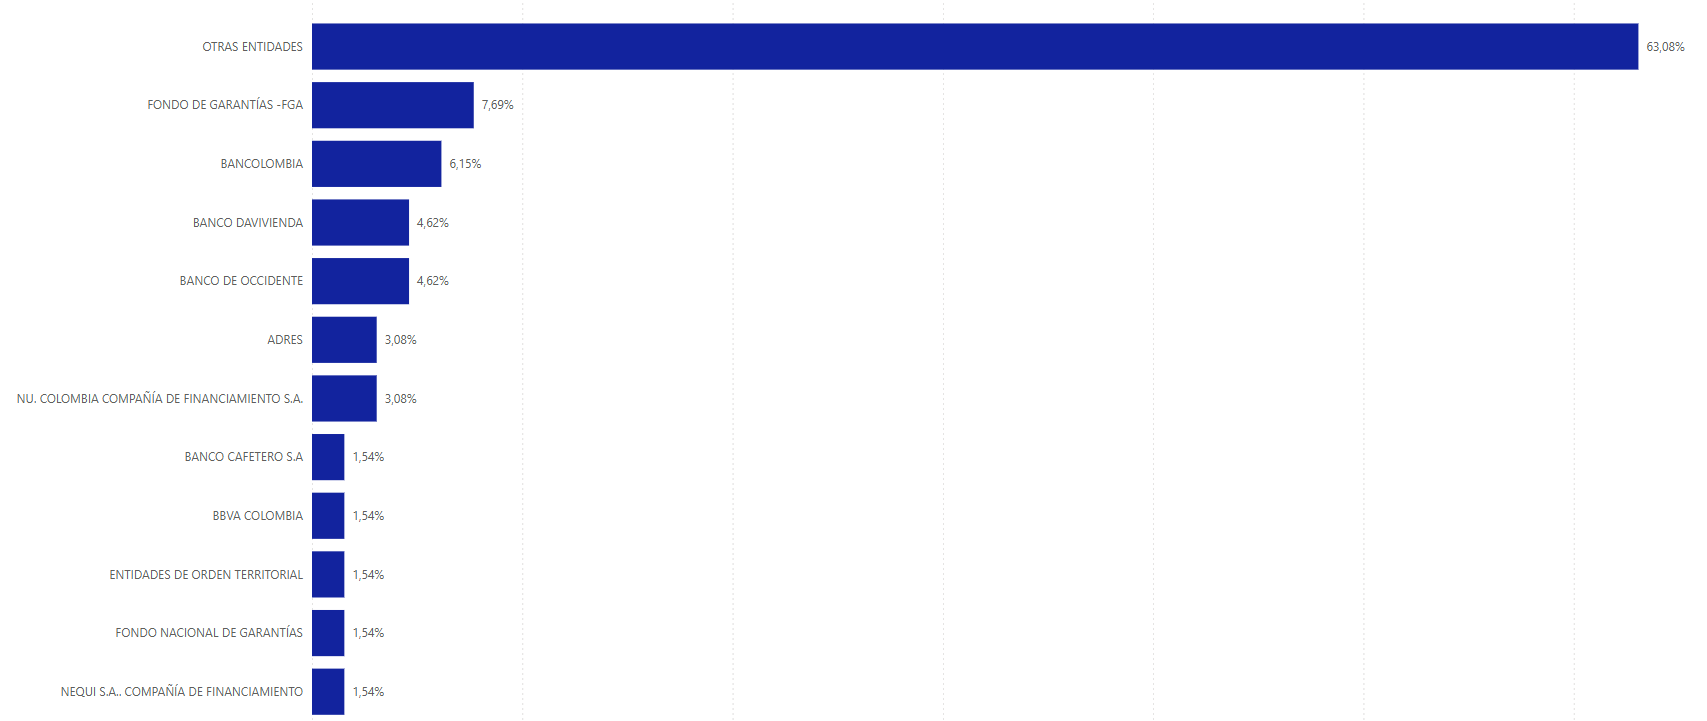 OTRAS ENTIDADES 63,08%
FONDO DE GARANTÍAS -FGA 7,69%
BANCOLOMBIA 6,15%
BANCO DAVIVIENDA 4,62%
BANCO DE OCCIDENTE 4,62%
ADRES 3,08%
NU. COLOMBIA COMPAÑÍA DE FINANCIAMIENTO S.A. 3,08%
BANCO CAFETERO S.A 1,54%
BBVA COLOMBIA 1,54%
ENTIDADES DE ORDEN TERRITORIAL 1,54%
FONDO NACIONAL DE GARANTÍAS 1,54%
NEQUI S.A.. COMPAÑÍA DE FINANCIAMIENTO 1,54%